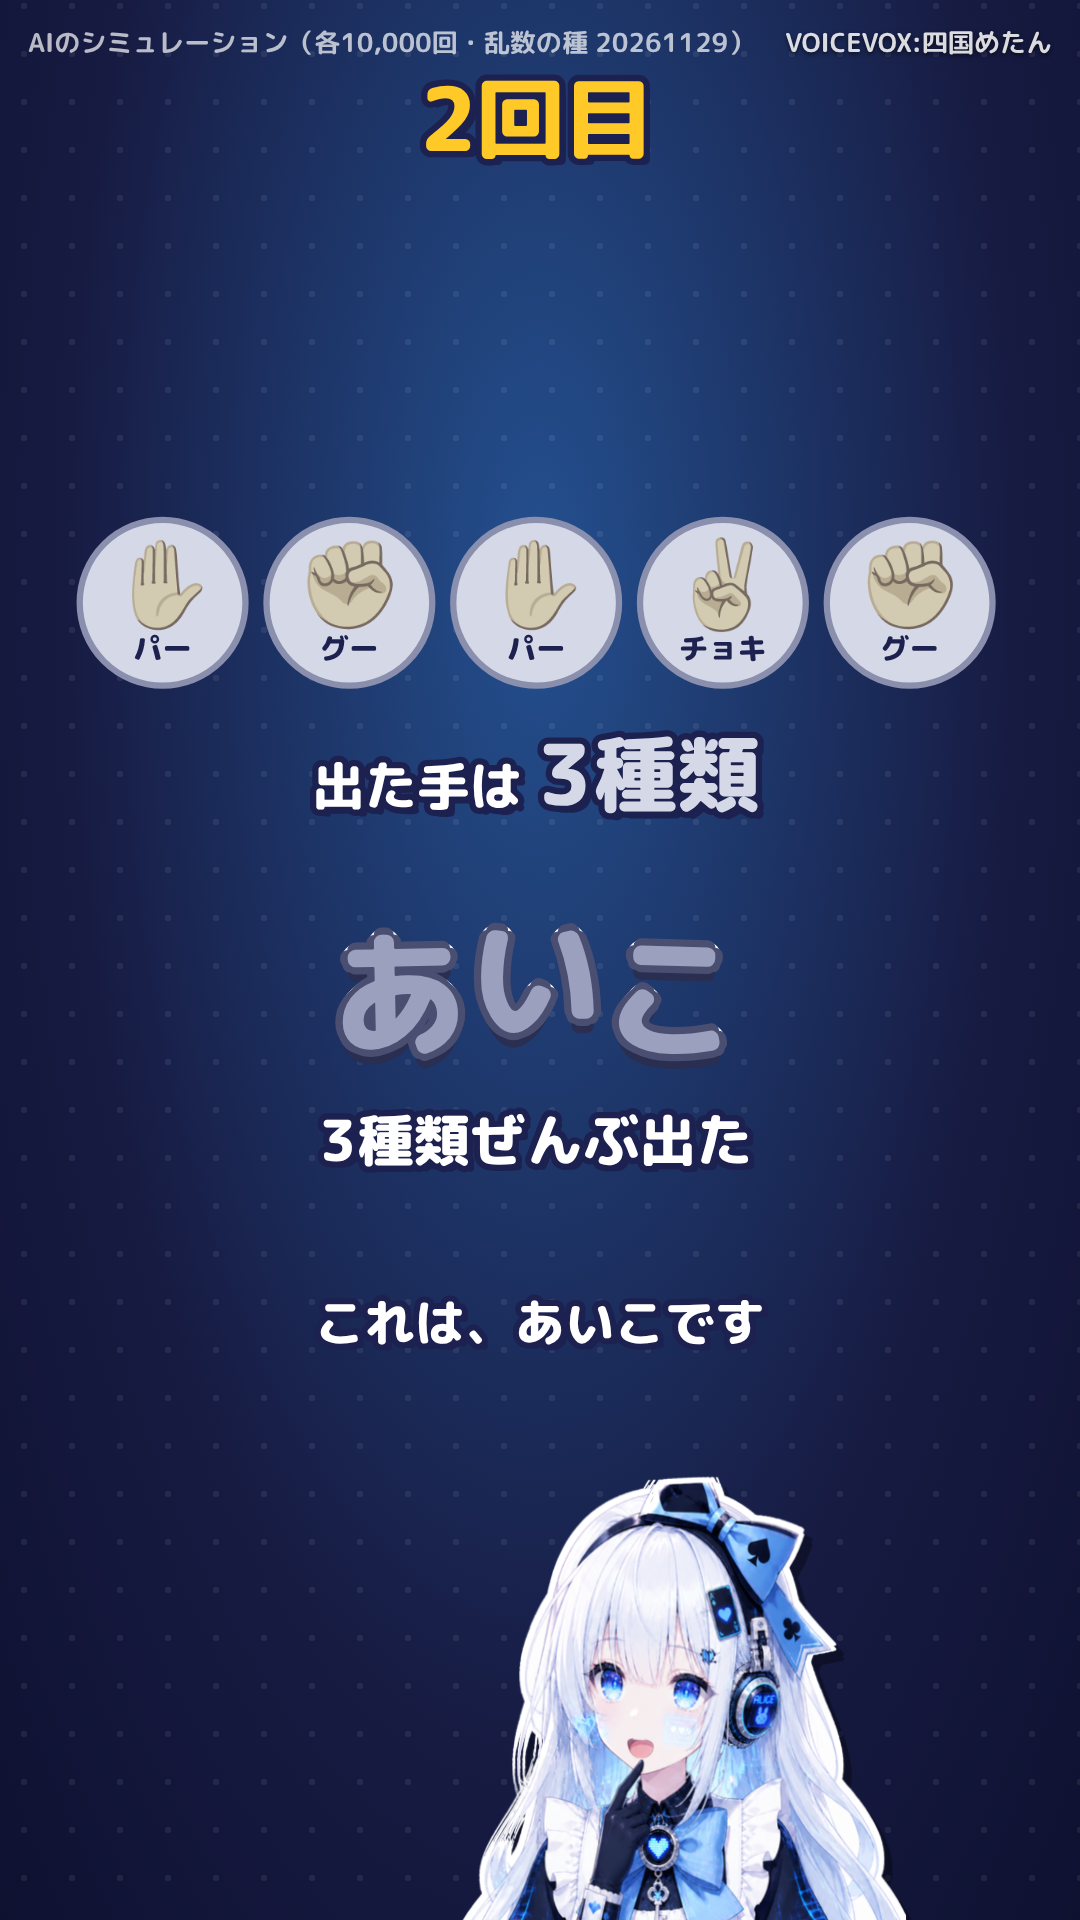 AIのシミュレーション（各10,000回・乱数の種 20261129） VOICEVOX:四国めたん
2回目
パー グー パー チョキ グー
出た手は 3種類
あいこ
3種類ぜんぶ出た
これは、あいこです
ALICE